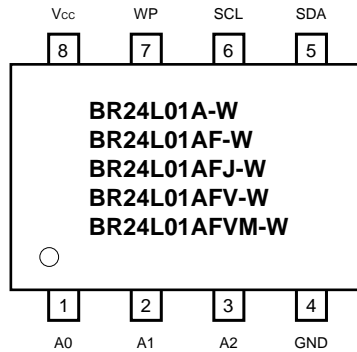 Vcc WP SCL SDA
8 7 6 5
BR24L01A-W
BR24L01AF-W
BR24L01AFJ-W
BR24L01AFV-W
BR24L01AFVM-W
1 2 3 4
A0 A1 A2 GND